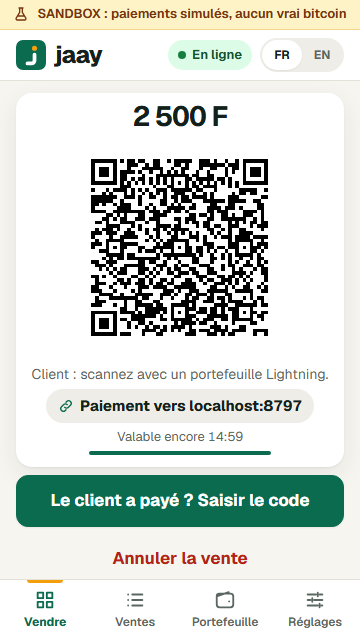 SANDBOX : paiements simulés, aucun vrai bitcoin
jaay
En ligne
FR
EN
2 500 F
Client : scannez avec un portefeuille Lightning.
Paiement vers localhost:8797
Valable encore 14:59
Le client a payé ? Saisir le code
Annuler la vente
Vendre
Ventes
Portefeuille
Réglages